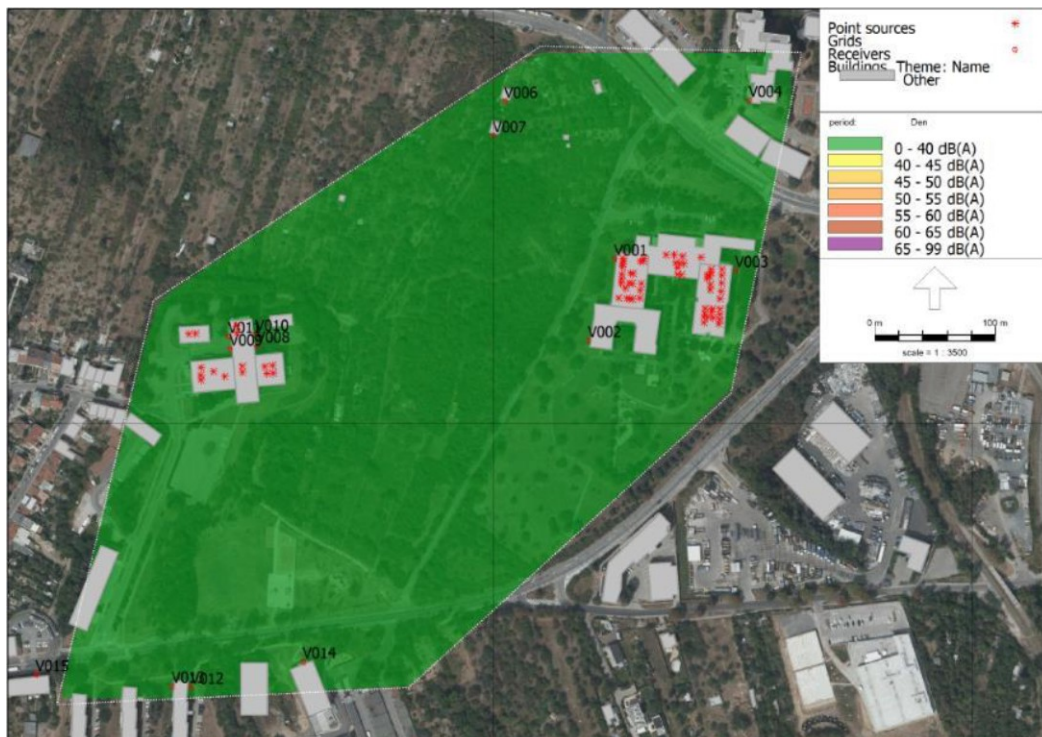 Point sources
Grids
Receivers
Buildings Theme: Name
Other
period: Den
0 - 40 dB(A)
40 - 45 dB(A)
45 - 50 dB(A)
50 - 55 dB(A)
55 - 60 dB(A)
60 - 65 dB(A)
65 - 99 dB(A)
0 m 100 m
scale = 1 : 3500
V006
V004
V007
V001
V003
V011 V010
V009 V008
V002
V014
V015
V013 V012